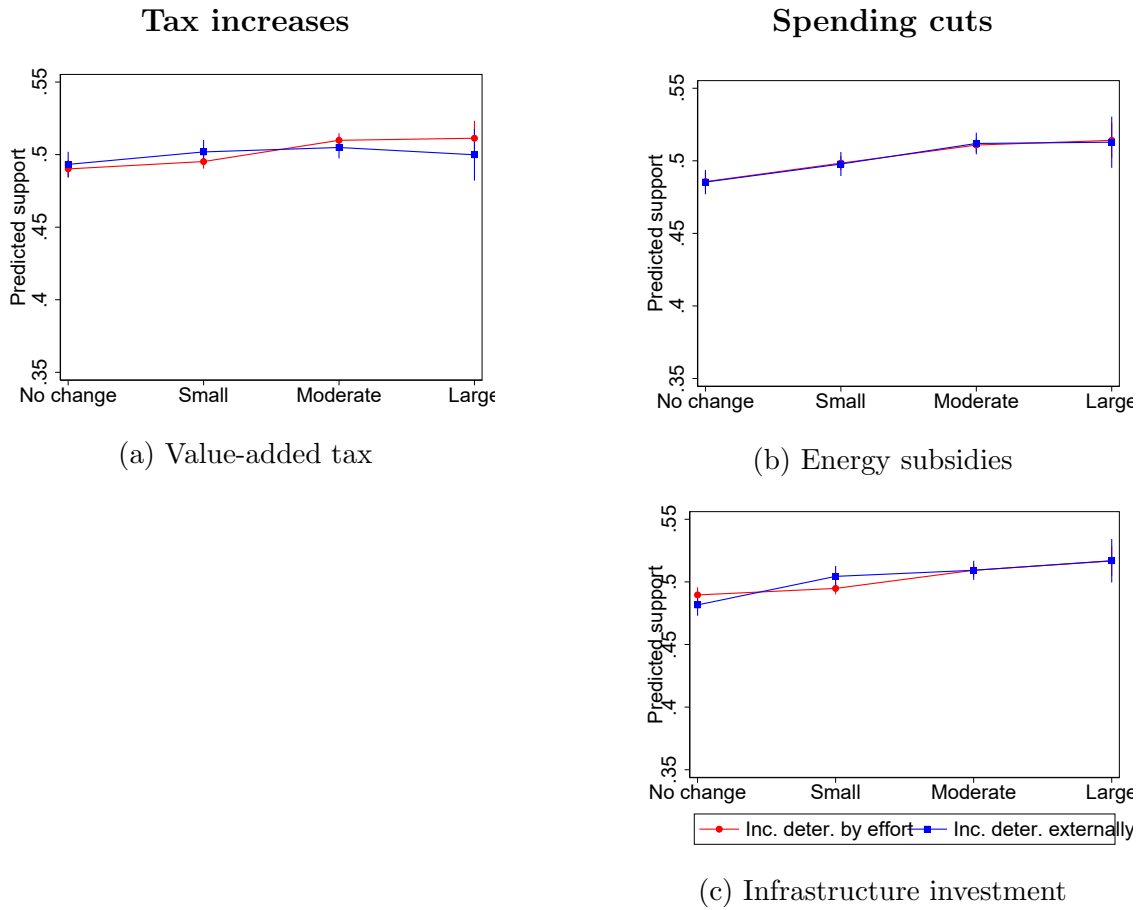 Tax increases
Spending cuts
.55
.5
.45
.4
.35
Predicted support
No change Small Moderate Large
(a) Value-added tax
.55
.5
.45
.4
.35
Predicted support
No change Small Moderate Large
(b) Energy subsidies
.55
.5
.45
.4
.35
Predicted support
No change Small Moderate Large
Inc. deter. by effort Inc. deter. externally
(c) Infrastructure investment